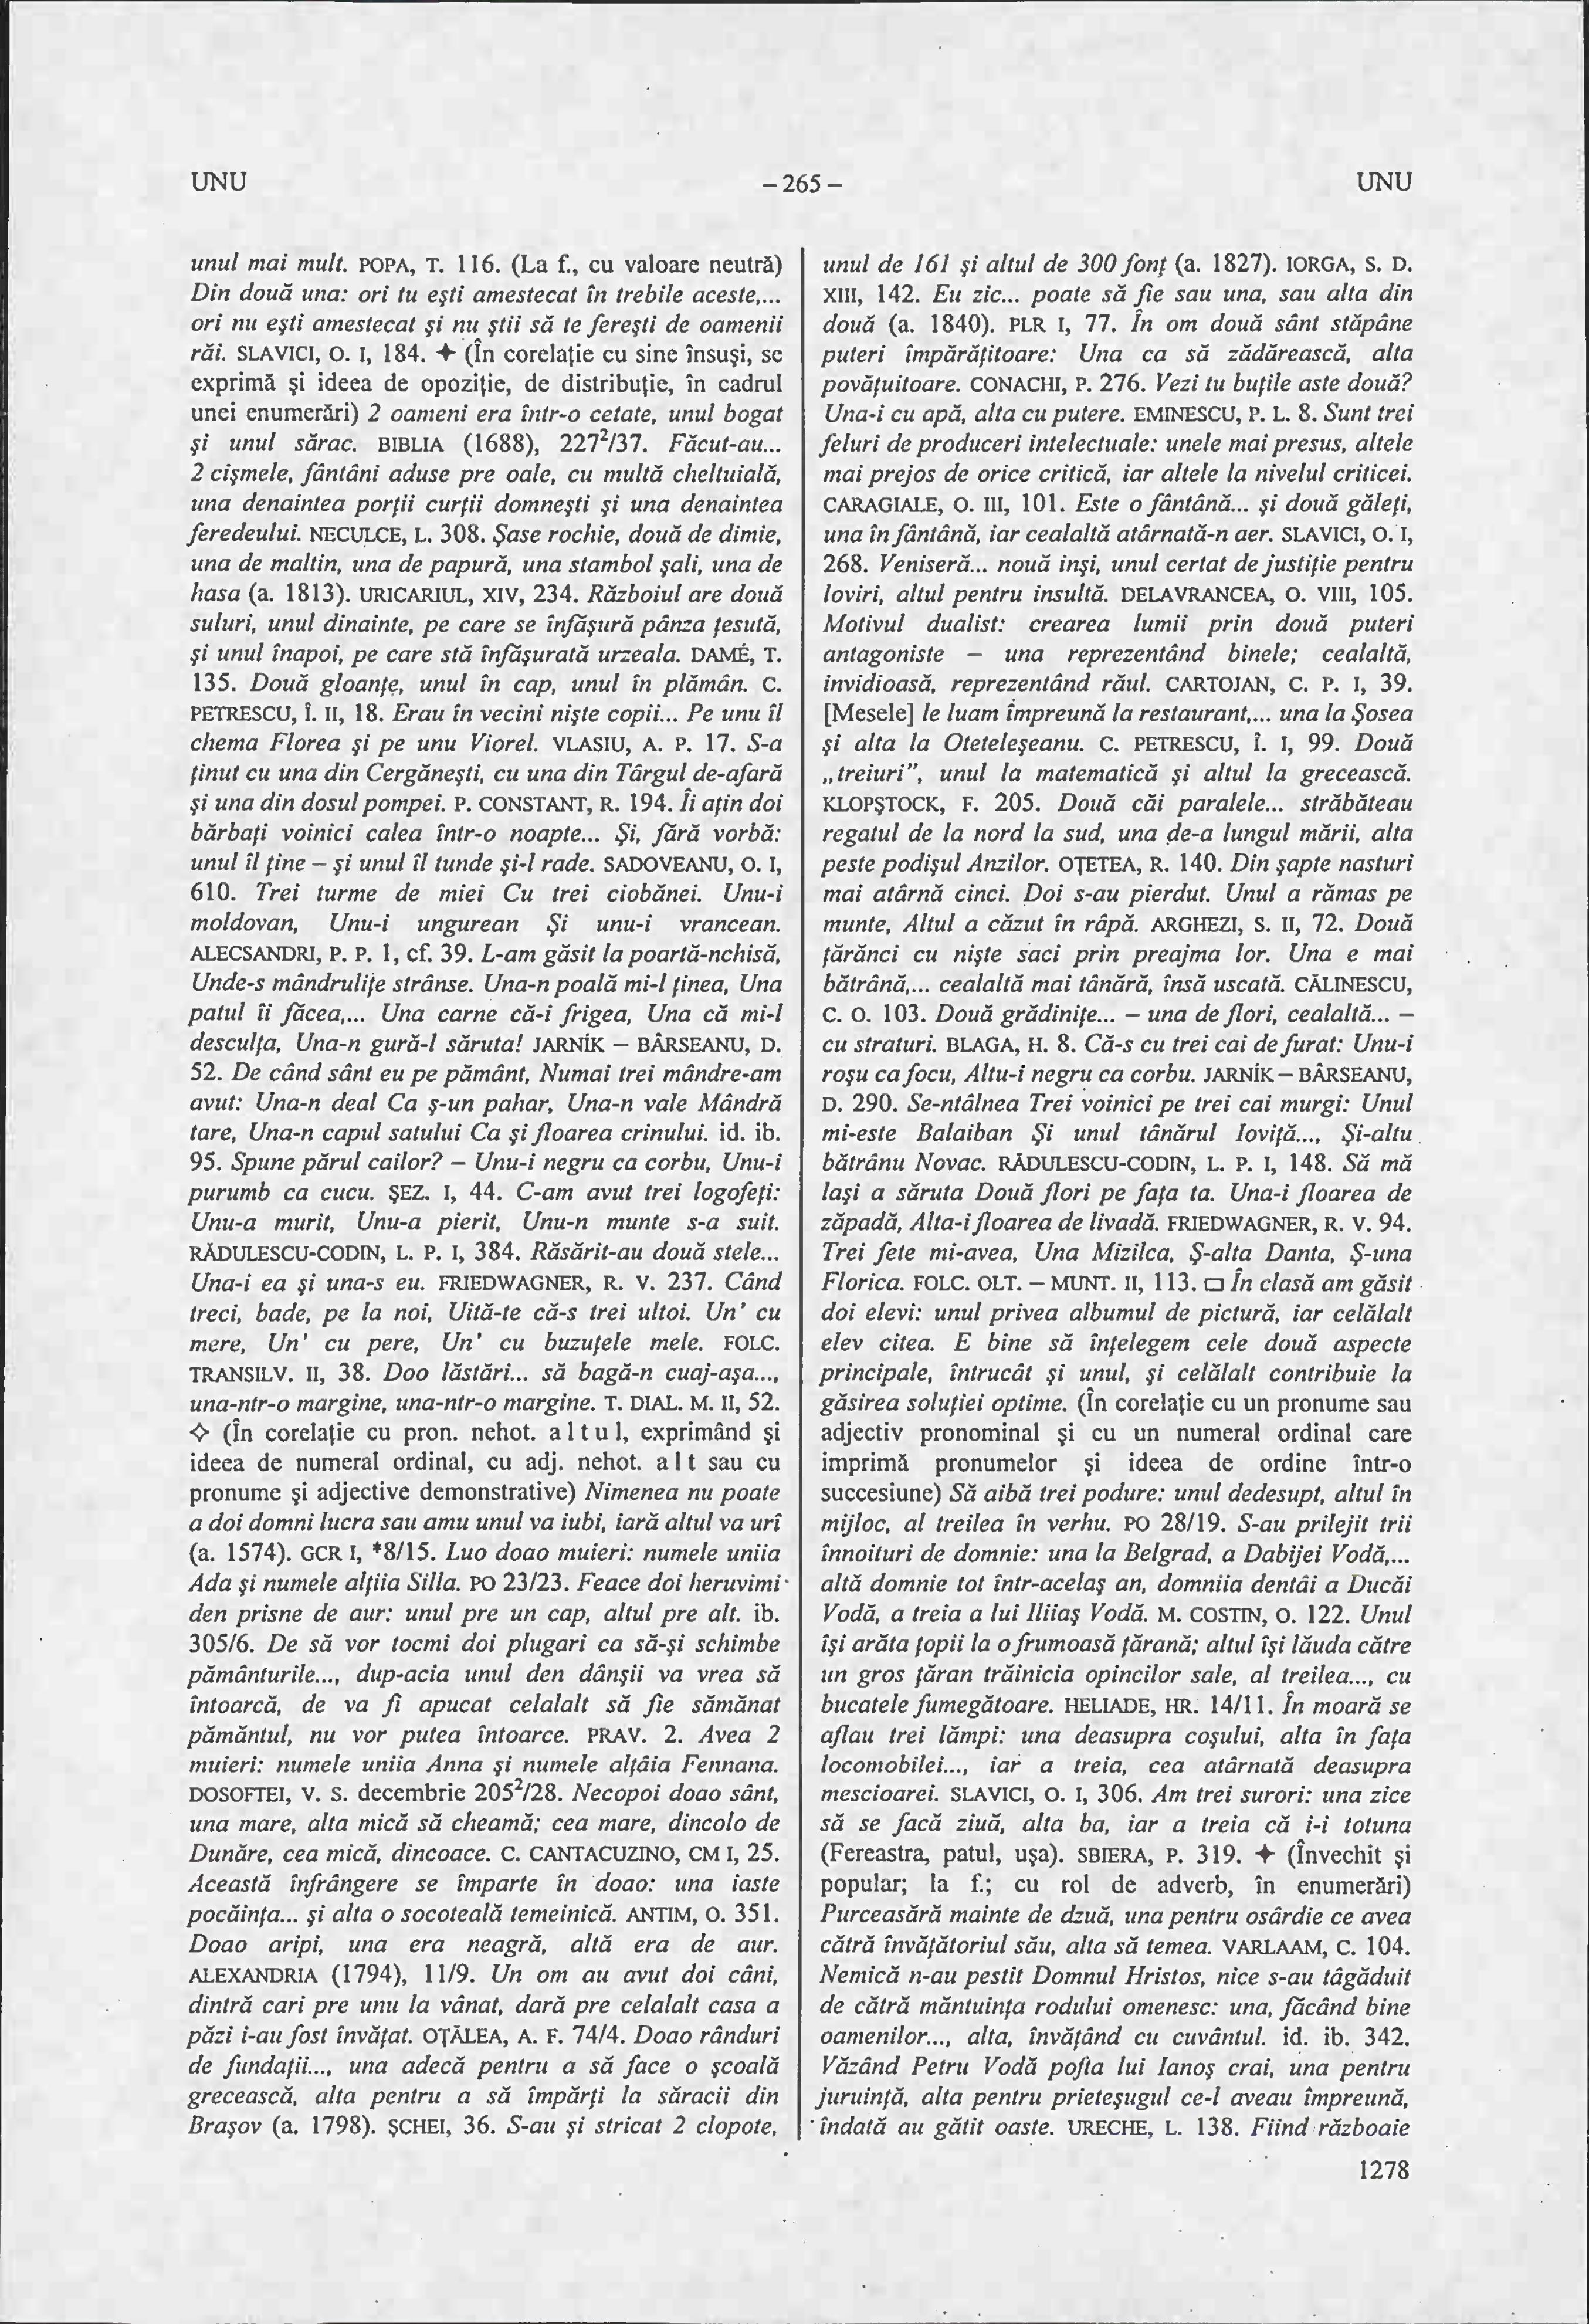 UNU
– 265 –
UNU
unul mai mult. POPA, T. 116. (La f., cu valoare neutră)
Din două una: ori tu eşti amestecat în trebile aceste,...
ori nu eşti amestecat şi nu ştii să te fereşti de oamenii
răi. SLAVICI, O. I, 184. ✦ (În corelaţie cu sine însuşi, se
exprimă şi ideea de opoziţie, de distribuţie, în cadrul
unei enumerări) 2 oameni era într-o cetate, unul bogat
şi unul sărac. BIBLIA (1688), 227²/37. Făcut-au...
2 cişmele, fântâni aduse pre oale, cu multă cheltuială,
una denaintea porţii curţii domneşti şi una denaintea
feredeului. NECULCE, L. 308. Şase rochie, două de dimie,
una de maltin, una de papură, una stambol şali, una de
hasa (a. 1813). URICARIUL, XIV, 234. Războiul are două
suluri, unul dinainte, pe care se înfăşură pânza ţesută,
şi unul înapoi, pe care stă înfăşurată urzeala. DAMÉ, T.
135. Două gloanţe, unul în cap, unul în plămân. C.
PETRESCU, Î. II, 18. Erau în vecini nişte copii... Pe unu îl
chema Florea şi pe unu Viorel. VLASIU, A. P. 17. S-a
ţinut cu una din Cergăneşti, cu una din Târgul de-afară
şi una din dosul pompei. P. CONSTANT, R. 194. Îi aţin doi
bărbaţi voinici calea într-o noapte... Şi, fără vorbă:
unul îl ţine – şi unul îl tunde şi-l rade. SADOVEANU, O. I,
610. Trei turme de miei Cu trei ciobănei. Unu-i
moldovan, Unu-i ungurean Şi unu-i vrancean.
ALECSANDRI, P. P. 1, cf. 39. L-am găsit la poartă-nchisă,
Unde-s mândruliţe strânse. Una-n poală mi-l ţinea, Una
patul îi făcea,... Una carne că-i frigea, Una că mi-l
desculţa, Una-n gură-l săruta! JARNÍK – BÂRSEANU, D.
52. De când sânt eu pe pământ, Numai trei mândre-am
avut: Una-n deal Ca ş-un pahar, Una-n vale Mândră
tare, Una-n capul satului Ca şi floarea crinului. id. ib.
95. Spune părul cailor? – Unu-i negru ca corbu, Unu-i
purumb ca cucu. ŞEZ. I, 44. C-am avut trei logofeţi:
Unu-a murit, Unu-a pierit, Unu-n munte s-a suit.
RĂDULESCU-CODIN, L. P. I, 384. Răsărit-au două stele...
Una-i ea şi una-s eu. FRIEDWAGNER, R. V. 237. Când
treci, bade, pe la noi, Uită-te că-s trei ultoi. Un' cu
mere, Un' cu pere, Un' cu buzuţele mele. FOLC.
TRANSILV. II, 38. Doo lăstări... să bagă-n cuaj-aşa...,
una-ntr-o margine, una-ntr-o margine. T. DIAL. M. II, 52.
✧ (În corelaţie cu pron. nehot. altul, exprimând şi
ideea de numeral ordinal, cu adj. nehot. alt sau cu
pronume şi adjective demonstrative) Nimenea nu poate
a doi domni lucra sau amu unul va iubi, iară altul va urî
(a. 1574). GCR I, *8/15. Luo doao muieri: numele uniia
Ada şi numele alţiia Silla. PO 23/23. Feace doi heruvimi
den prisne de aur: unul pre un cap, altul pre alt. ib.
305/6. De să vor tocmi doi plugari ca să-şi schimbe
pământurile..., dup-acia unul den dânşii va vrea să
întoarcă, de va fi apucat celalalt să fie sămănat
pământul, nu vor putea întoarce. PRAV. 2. Avea 2
muieri: numele uniia Anna şi numele alţâia Fennana.
DOSOFTEI, V. S. decembrie 205²/28. Necopoi doao sânt,
una mare, alta mică să cheamă; cea mare, dincolo de
Dunăre, cea mică, dincoace. C. CANTACUZINO, CM I, 25.
Această înfrângere se împarte în doao: una iaste
pocăinţa... şi alta o socoteală temeinică. ANTIM, O. 351.
Doao aripi, una era neagră, altă era de aur.
ALEXANDRIA (1794), 11/9. Un om au avut doi câni,
dintră cari pre unu la vânat, dară pre celalalt casa a
păzi i-au fost învăţat. OŢĂLEA, A. F. 74/4. Doao rânduri
de fundaţii..., una adecă pentru a să face o şcoală
grecească, alta pentru a să împărţi la săracii din
Braşov (a. 1798). ŞCHEI, 36. S-au şi stricat 2 clopote,
unul de 161 şi altul de 300 fonţ (a. 1827). IORGA, S. D.
XIII, 142. Eu zic... poate să fie sau una, sau alta din
două (a. 1840). PLR I, 77. În om două sânt stăpâne
puteri împărăţitoare: Una ca să zădărească, alta
povăţuitoare. CONACHI, P. 276. Vezi tu buţile aste două?
Una-i cu apă, alta cu putere. EMINESCU, P. L. 8. Sunt trei
feluri de produceri intelectuale: unele mai presus, altele
mai prejos de orice critică, iar altele la nivelul criticei.
CARAGIALE, O. III, 101. Este o fântână... şi două găleţi,
una în fântână, iar cealaltă atârnată-n aer. SLAVICI, O. I,
268. Veniseră... nouă inşi, unul certat de justiţie pentru
loviri, altul pentru insultă. DELAVRANCEA, O. VIII, 105.
Motivul dualist: crearea lumii prin două puteri
antagoniste – una reprezentând binele; cealaltă,
invidioasă, reprezentând răul. CARTOJAN, C. P. I, 39.
[Mesele] le luam împreună la restaurant,... una la Şosea
şi alta la Oteteleşeanu. C. PETRESCU, Î. I, 99. Două
„treiuri”, unul la matematică şi altul la grecească.
KLOPŞTOCK, F. 205. Două căi paralele... străbăteau
regatul de la nord la sud, una de-a lungul mării, alta
peste podişul Anzilor. OŢETEA, R. 140. Din şapte nasturi
mai atârnă cinci. Doi s-au pierdut. Unul a rămas pe
munte, Altul a căzut în râpă. ARGHEZI, S. II, 72. Două
ţărănci cu nişte saci prin preajma lor. Una e mai
bătrână,... cealaltă mai tânără, însă uscată. CĂLINESCU,
C. O. 103. Două grădiniţe... – una de flori, cealaltă... –
cu straturi. BLAGA, H. 8. Că-s cu trei cai de furat: Unu-i
roşu ca focu, Altu-i negru ca corbu. JARNÍK – BÂRSEANU,
D. 290. Se-ntâlnea Trei voinici pe trei cai murgi: Unul
mi-este Balaiban Şi unul tânărul Ioviţă..., Şi-altu
bătrânu Novac. RĂDULESCU-CODIN, L. P. I, 148. Să mă
laşi a săruta Două flori pe faţa ta. Una-i floarea de
zăpadă, Alta-i floarea de livadă. FRIEDWAGNER, R. V. 94.
Trei fete mi-avea, Una Mizilca, Ş-alta Danta, Ş-una
Florica. FOLC. OLT. – MUNT. II, 113. □ În clasă am găsit
doi elevi: unul privea albumul de pictură, iar celălalt
elev citea. E bine să înţelegem cele două aspecte
principale, întrucât şi unul, şi celălalt contribuie la
găsirea soluţiei optime. (În corelaţie cu un pronume sau
adjectiv pronominal şi cu un numeral ordinal care
imprimă pronumelor şi ideea de ordine într-o
succesiune) Să aibă trei podure: unul dedesupt, altul în
mijloc, al treilea în verhu. PO 28/19. S-au prilejit trii
înnoituri de domnie: una la Belgrad, a Dabijei Vodă,...
altă domnie tot într-acelaş an, domniia dentâi a Ducăi
Vodă, a treia a lui Iliiaş Vodă. M. COSTIN, O. 122. Unul
îşi arăta ţopii la o frumoasă ţărană; altul îşi lăuda către
un gros ţăran trăinicia opincilor sale, al treilea..., cu
bucatele fumegătoare. HELIADE, HR. 14/11. În moară se
aflau trei lămpi: una deasupra coşului, alta în faţa
locomobilei..., iar a treia, cea atârnată deasupra
mescioarei. SLAVICI, O. I, 306. Am trei surori: una zice
să se facă ziuă, alta ba, iar a treia că i-i totuna
(Fereastra, patul, uşa). SBIERA, P. 319. ✦ (Învechit şi
popular; la f.; cu rol de adverb, în enumerări)
Purceasără mainte de dzuă, una pentru osârdie ce avea
cătră învăţătoriul său, alta să temea. VARLAAM, C. 104.
Nemică n-au pestit Domnul Hristos, nice s-au tâgăduit
de cătră măntuinţa rodului omenesc: una, făcând bine
oamenilor..., alta, învăţând cu cuvântul. id. ib. 342.
Văzând Petru Vodă pofta lui Ianoş crai, una pentru
juruinţă, alta pentru prieteşugul ce-l aveau împreună,
îndată au gătit oaste. URECHE, L. 138. Fiind războaie
1278